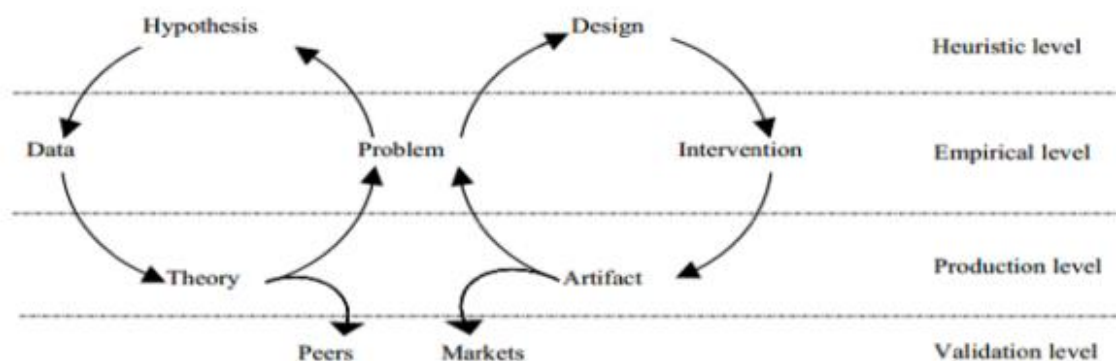 Hypothesis Design Heuristic level
Data Problem Intervention Empirical level
Theory Artifact Production level
Peers Markets Validation level